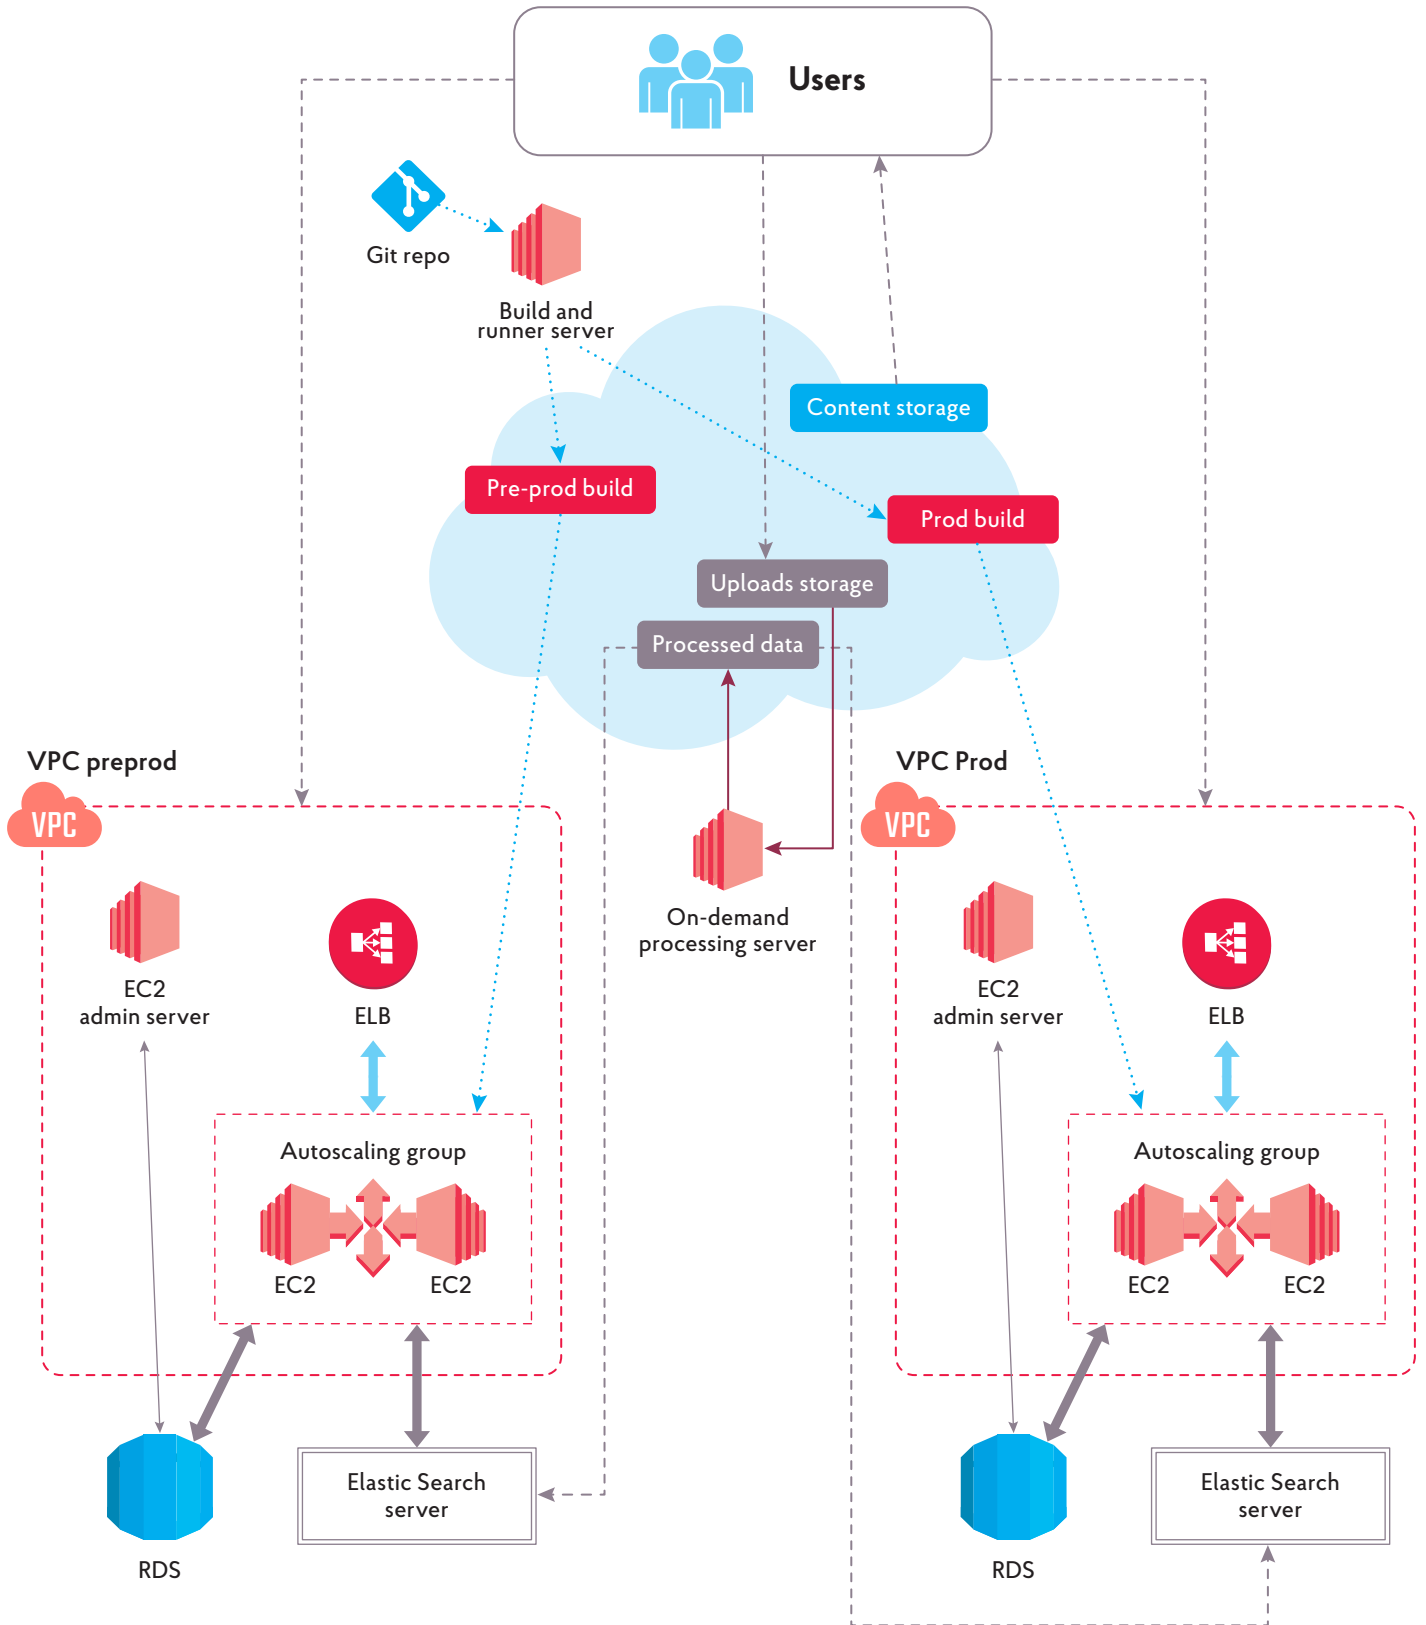 Users
Git repo
Build and
runner server
Content storage
Pre-prod build
Prod build
Uploads storage
Processed data
VPC preprod
VPC
VPC Prod
VPC
On-demand
processing server
EC2
admin server
ELB
EC2
admin server
ELB
Autoscaling group
EC2
EC2
Autoscaling group
EC2
EC2
Elastic Search
server
RDS
Elastic Search
server
RDS